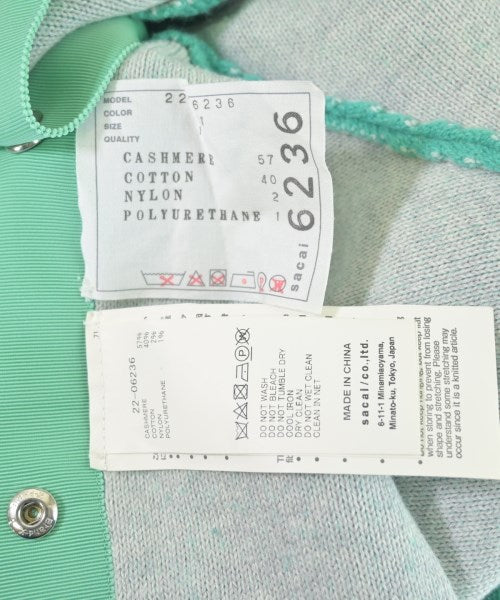 MODEL 22 6236
COLOR
SIZE 1
QUALITY
CASHMERE 57
COTTON 40
NYLON 2
POLYURETHANE 1
sacai 6236
22-06236
CASHMERE 57%
COTTON 40%
NYLON 2%
POLYURETHANE 1%
DO NOT WASH
DO NOT BLEACH
DO NOT TUMBLE DRY
COOL IRON
DRY CLEAN
DO NOT WET CLEAN
CLEAN IN NET
MADE IN CHINA
sacai/co.,ltd.
6-11-1 Minamiaoyama,
Minato-ku, Tokyo, Japan
when storing to prevent from losing
shape and stretching. Please
understand some stretching may
occur since it is a knitted article.